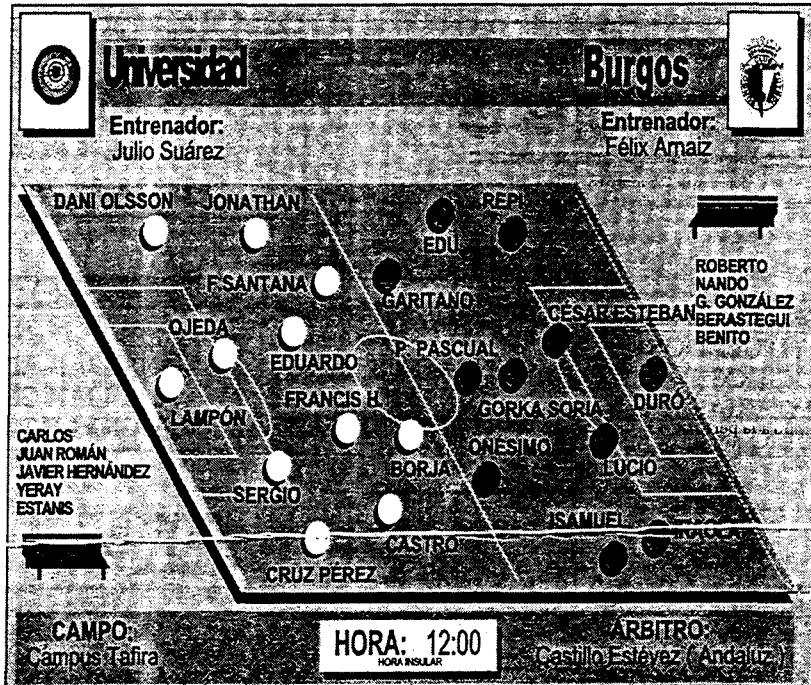 Universidad
Burgos
Entrenador:
Julio Suárez
Entrenador:
Félix Arnaiz
DANI OLSSON
JONATHAN
REPI
EDU
F. SANTANA
GARITANO
CÉSAR ESTEBAN
OJEDA
EDUARDO
P. PASCUAL
LAMPÓN
FRANCIS H.
GORKA SORIA
DURO
BORJA
ONÉSIMO
LUCIO
SERGIO
CASTRO
CRUZ PÉREZ
ROBERTO
NANDO
G. GONZÁLEZ
BERASTEGUI
BENITO
CARLOS
JUAN ROMÁN
JAVIER HERNÁNDEZ
YERAY
ESTANIS
CAMPO:
Campus Tafira
HORA: 12:00
HORA INSULAR
ÁRBITRO:
Castillo Estévez ( Andaluz )